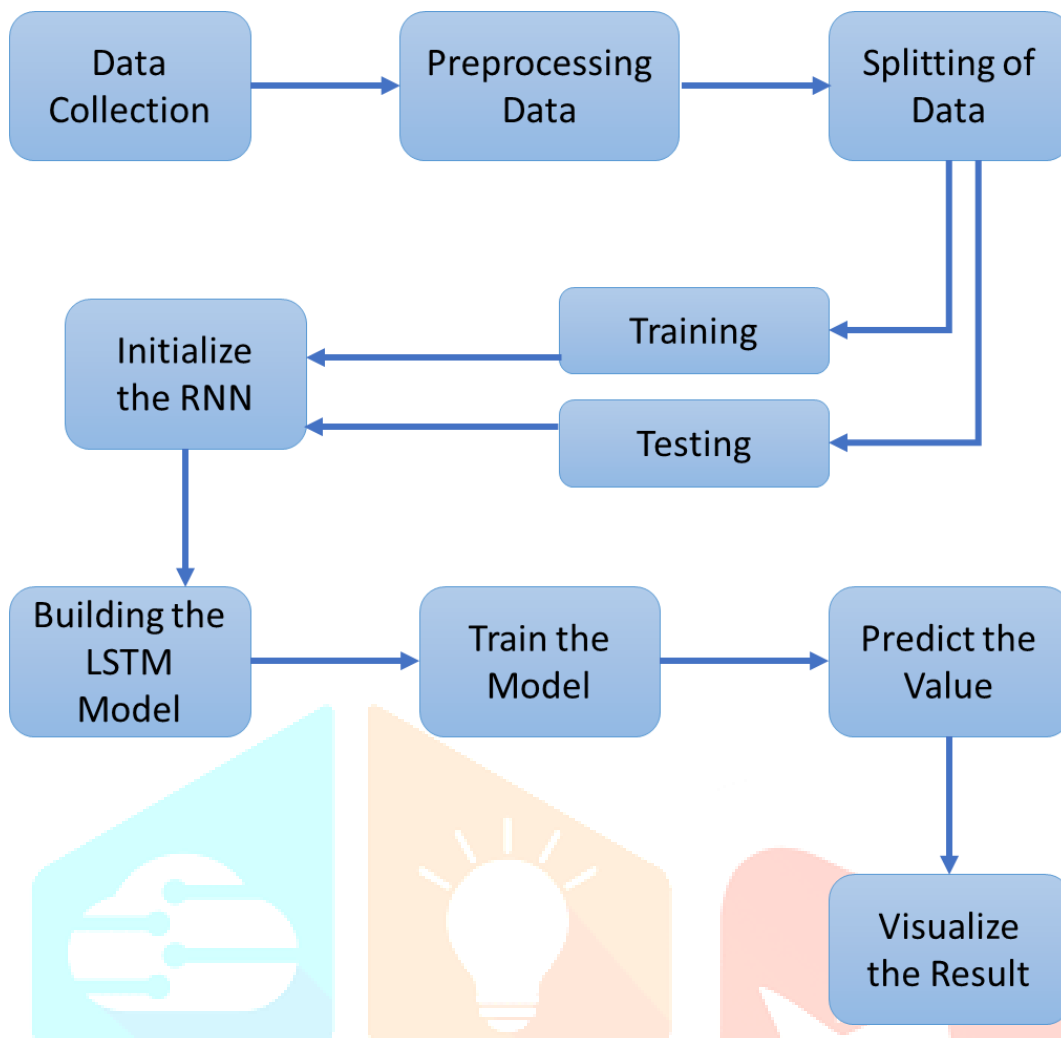 Data
Collection
Preprocessing
Data
Splitting of
Data
Training
Testing
Initialize
the RNN
Building the
LSTM
Model
Train the
Model
Predict the
Value
Visualize
the Result